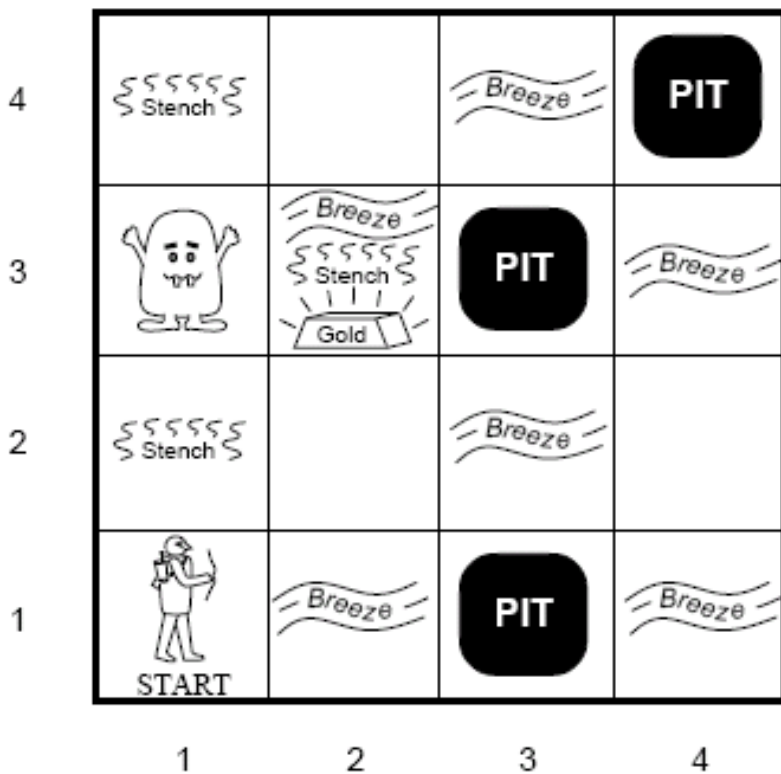 4
Stench
Breeze
PIT
3
Breeze
Stench
Gold
PIT
Breeze
2
Stench
Breeze
1
START
Breeze
PIT
Breeze
1 2 3 4